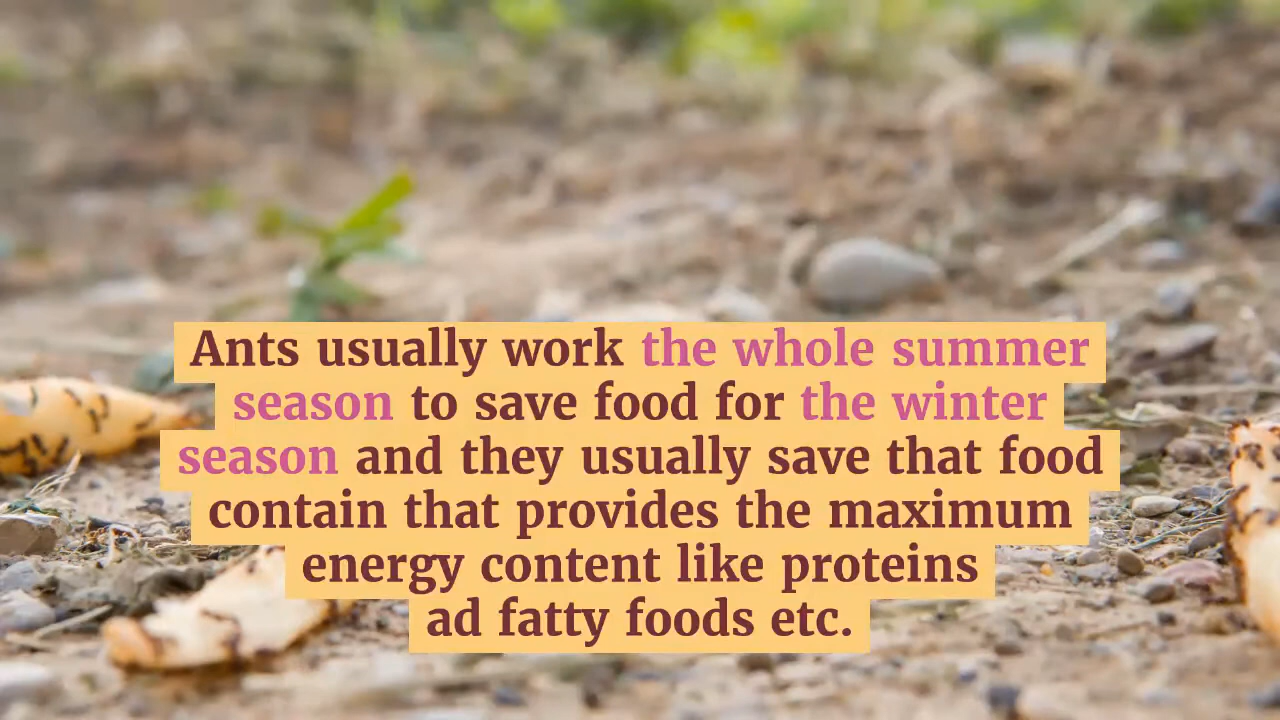 Ants usually work the whole summer
season to save food for the winter
season and they usually save that food
contain that provides the maximum
energy content like proteins
ad fatty foods etc.